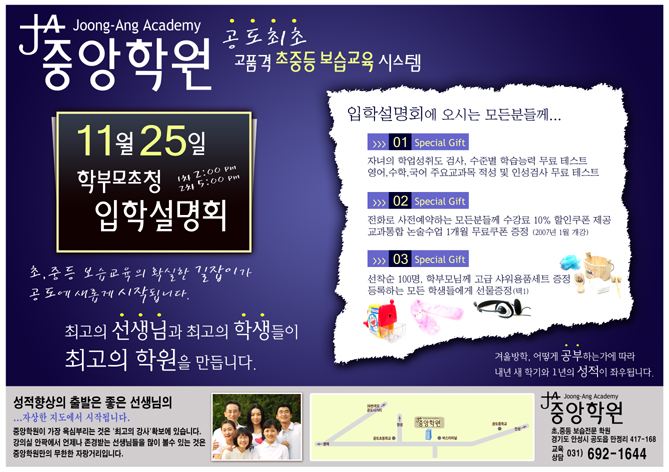 JA Joong-Ang Academy
중앙학원
공도최초
고품격 초중등 보습교육 시스템
11월 25일
학부모초청
1회 2:00 pm
2회 5:00 pm
입학설명회
초.중등 보습교육의 확실한 길잡이가
공도에 새롭게 시작됩니다.
최고의 선생님과 최고의 학생들이
최고의 학원을 만듭니다.
입학설명회에 오시는 모든분들께...
>>> 01 Special Gift
자녀의 학업성취도 검사, 수준별 학습능력 무료 테스트
영어,수학,국어 주요교과목 적성 및 인성검사 무료 테스트
>>> 02 Special Gift
전화로 사전예약하는 모든분들께 수강료 10% 할인쿠폰 제공
교과통합 논술수업 1개월 무료쿠폰 증정 (2007년 1월 개강)
>>> 03 Special Gift
선착순 100명, 학부모님께 고급 샤워용품세트 증정
등록하는 모든 학생들에게 선물증정(택1)
겨울방학, 어떻게 공부하는가에 따라
내년 새 학기와 1년의 성적이 좌우됩니다.
성적향상의 출발은 좋은 선생님의
...자상한 지도에서 시작됩니다.
중앙학원이 가장 욕심부리는 것은 '최고의 강사' 확보에 있습니다.
강의실 안팎에서 언제나 존경받는 선생님들을 많이 볼수 있는 것은
중앙학원만의 무한한 자랑거리입니다.
중앙학원
JA Joong-Ang Academy
중앙학원
초.중등 보습전문 학원
경기도 안성시 공도읍 만정리 417-168
교육
상담 031) 692-1644